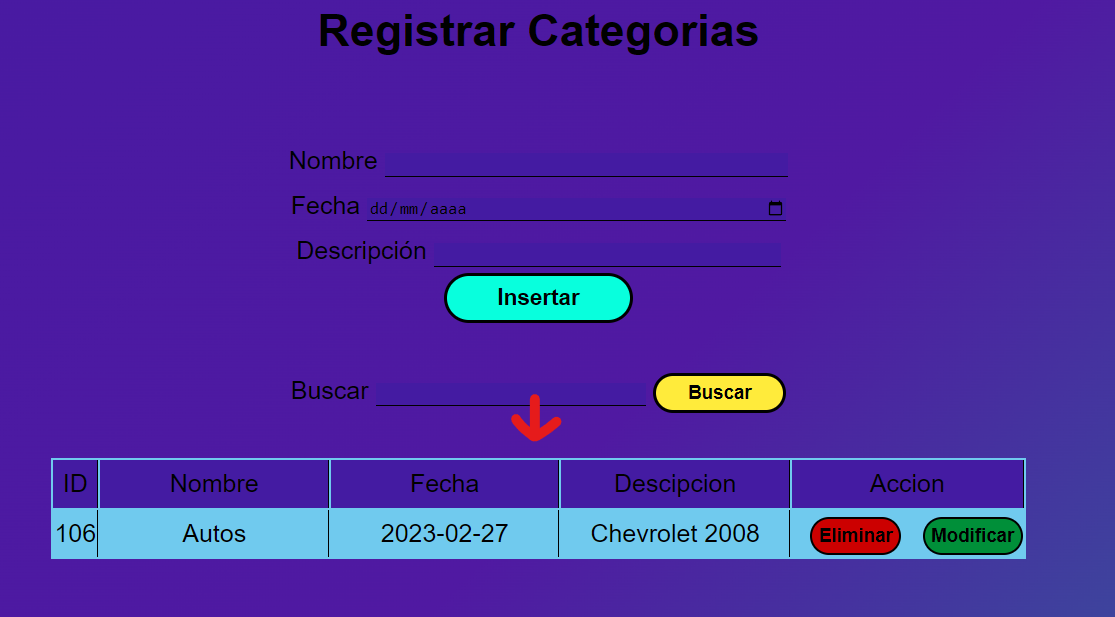 Registrar Categorias
Nombre
Fecha dd/mm/aaaa
Descripción
Insertar
Buscar Buscar
ID Nombre Fecha Descipcion Accion
106 Autos 2023-02-27 Chevrolet 2008 Eliminar Modificar